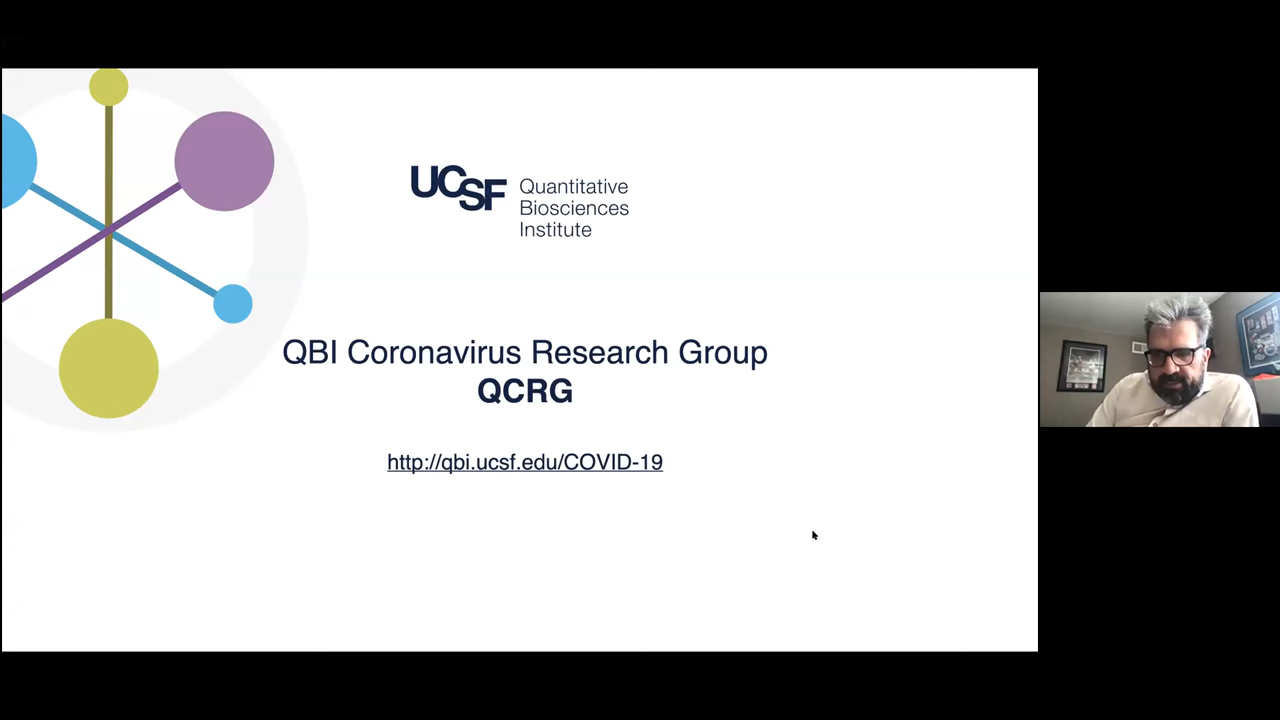 UCSF
Quantitative
Biosciences
Institute
QBI Coronavirus Research Group
QCRG
http://qbi.ucsf.edu/COVID-19